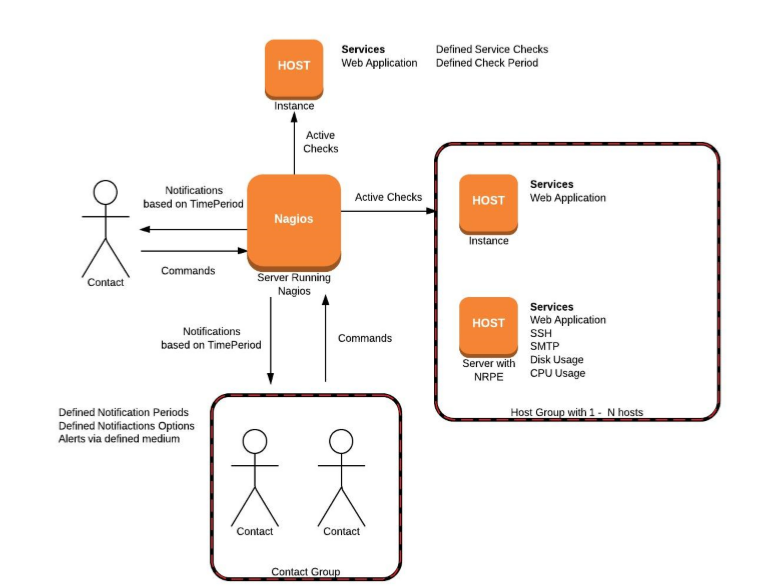 HOST
Services
Web Application
Defined Service Checks
Defined Check Period
Instance
Active
Checks
Notifications
based on TimePeriod
Nagios
Active Checks
HOST
Services
Web Application
Instance
Contact
Commands
Server Running
Nagios
Notifications
based on TimePeriod
Commands
HOST
Services
Web Application
SSH
SMTP
Disk Usage
CPU Usage
Server with
NRPE
Host Group with 1 - N hosts
Defined Notification Periods
Defined Notifiactions Options
Alerts via defined medium
Contact
Contact
Contact Group